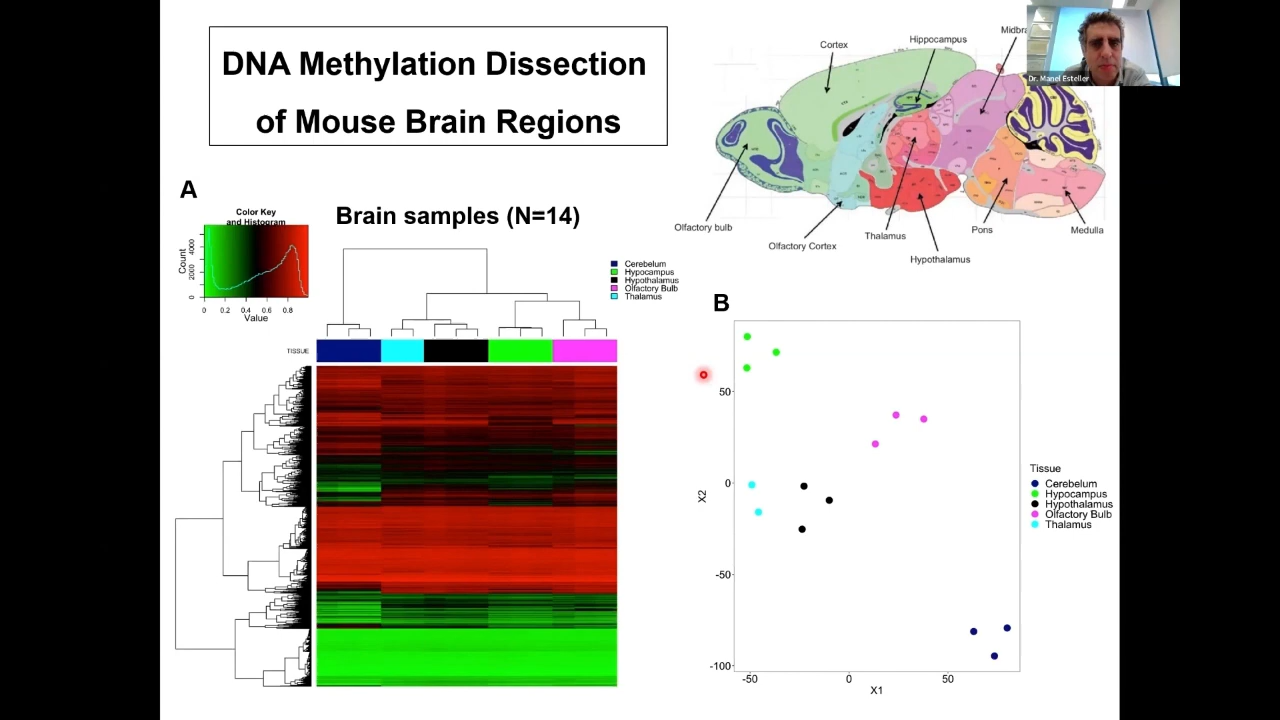 DNA Methylation Dissection
of Mouse Brain Regions
Cortex
Hippocampus
Dr. Manel Esteller
Olfactory bulb
Olfactory Cortex
Thalamus
Hypothalamus
Pons
Medulla
A
Color Key
and Histogram
Count
0 2000 4000
0 0.2 0.4 0.6 0.8
Value
Brain samples (N=14)
Cerebelum
Hypocampus
Hypothalamus
Olfactory Bulb
Thalamus
TISSUE
B
50
0
-50
-100
X2
-50 0 50
X1
Tissue
Cerebelum
Hypocampus
Hypothalamus
Olfactory Bulb
Thalamus